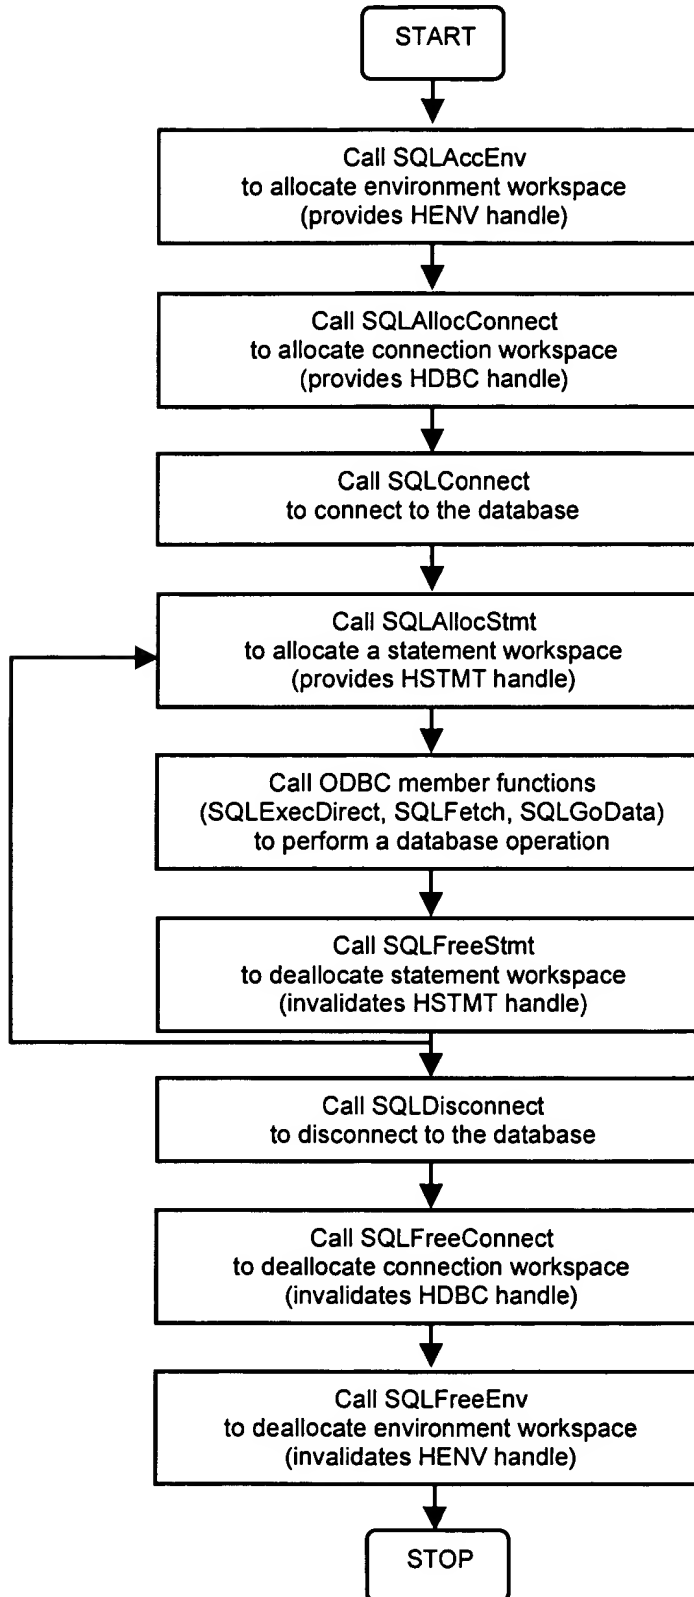 START
Call SQLAccEnv
to allocate environment workspace
(provides HENV handle)
Call SQLAllocConnect
to allocate connection workspace
(provides HDBC handle)
Call SQLConnect
to connect to the database
Call SQLAllocStmt
to allocate a statement workspace
(provides HSTMT handle)
Call ODBC member functions
(SQLExecDirect, SQLFetch, SQLGoData)
to perform a database operation
Call SQLFreeStmt
to deallocate statement workspace
(invalidates HSTMT handle)
Call SQLDisconnect
to disconnect to the database
Call SQLFreeConnect
to deallocate connection workspace
(invalidates HDBC handle)
Call SQLFreeEnv
to deallocate environment workspace
(invalidates HENV handle)
STOP